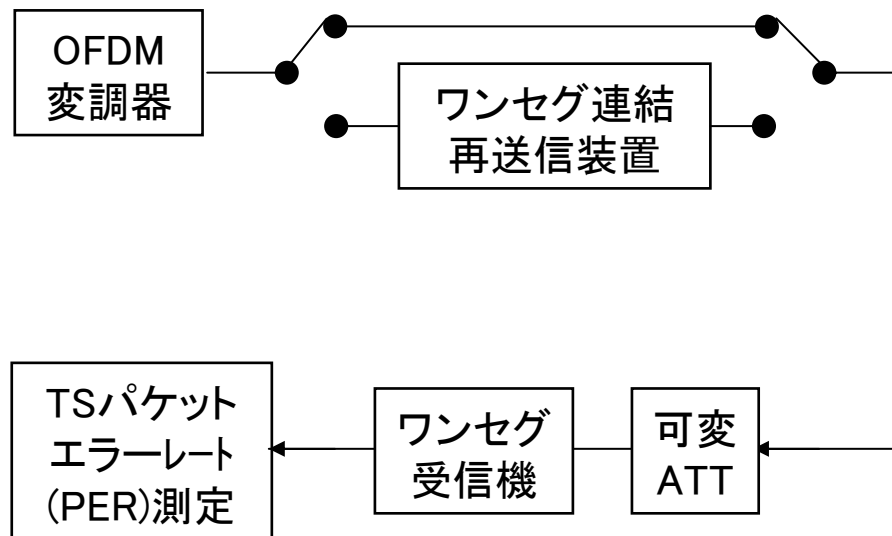 OFDM
変調器
ワンセグ連結
再送信装置
TSパケット
エラーレート
(PER)測定
ワンセグ
受信機
可変
ATT